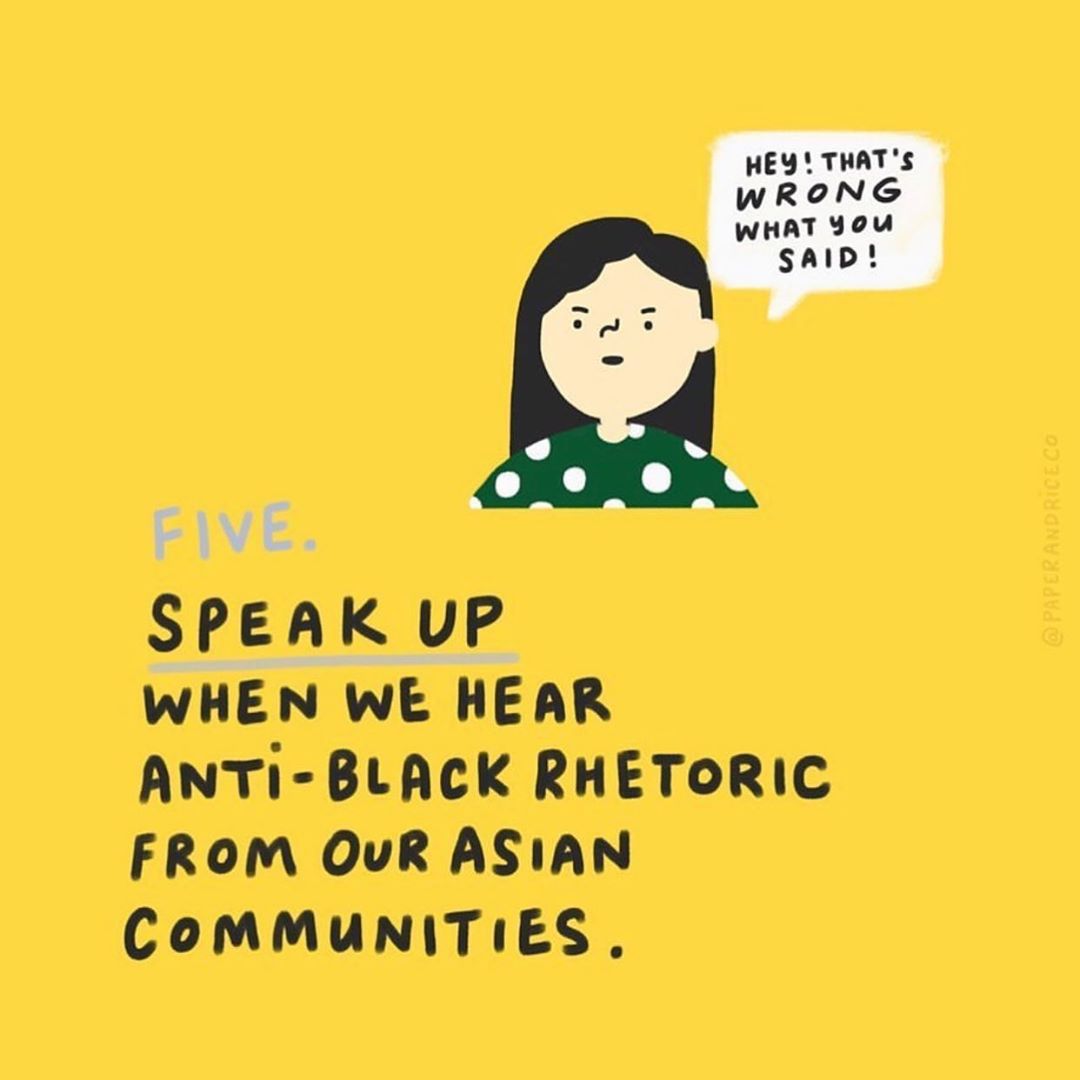 HEY! THAT'S
WRONG
WHAT YOU
SAID!
FIVE.
SPEAK UP
WHEN WE HEAR
ANTI-BLACK RHETORIC
FROM OUR ASIAN
COMMUNITIES.
@PAPERANDRICECO